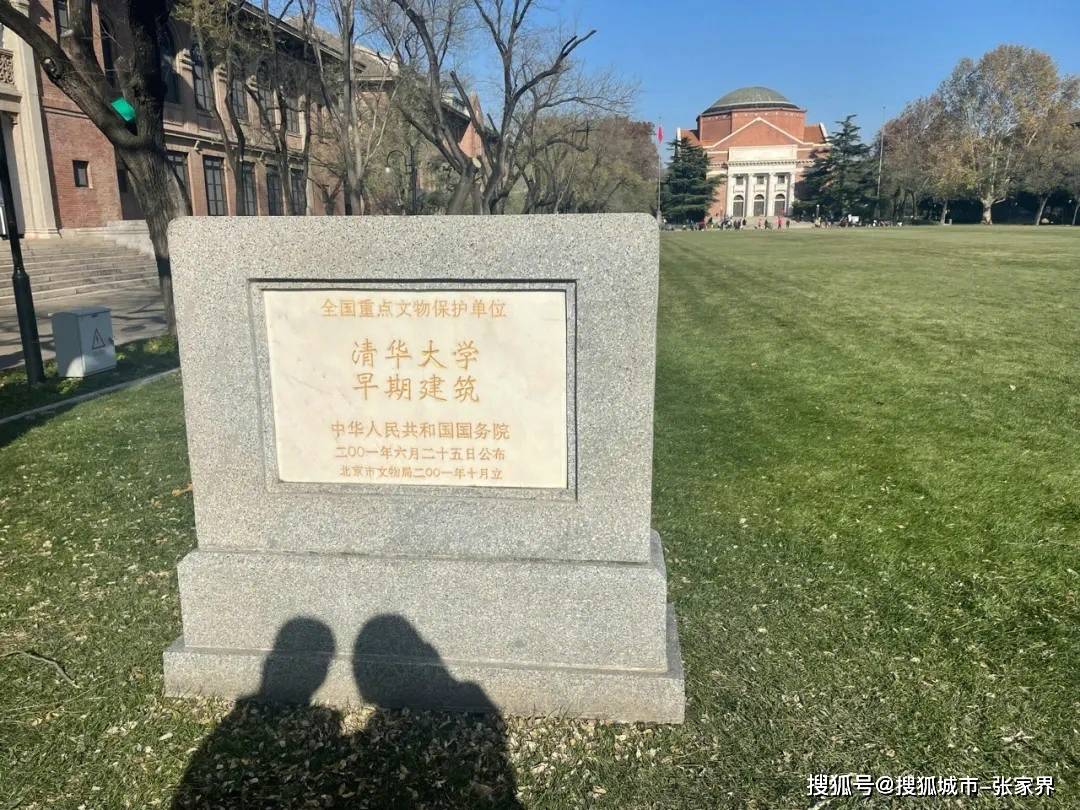 全国重点文物保护单位
清华大学
早期建筑
中华人民共和国国务院
二〇〇一年六月二十五日公布
北京市文物局二〇〇一年十月立
搜狐号@搜狐城市-张家界